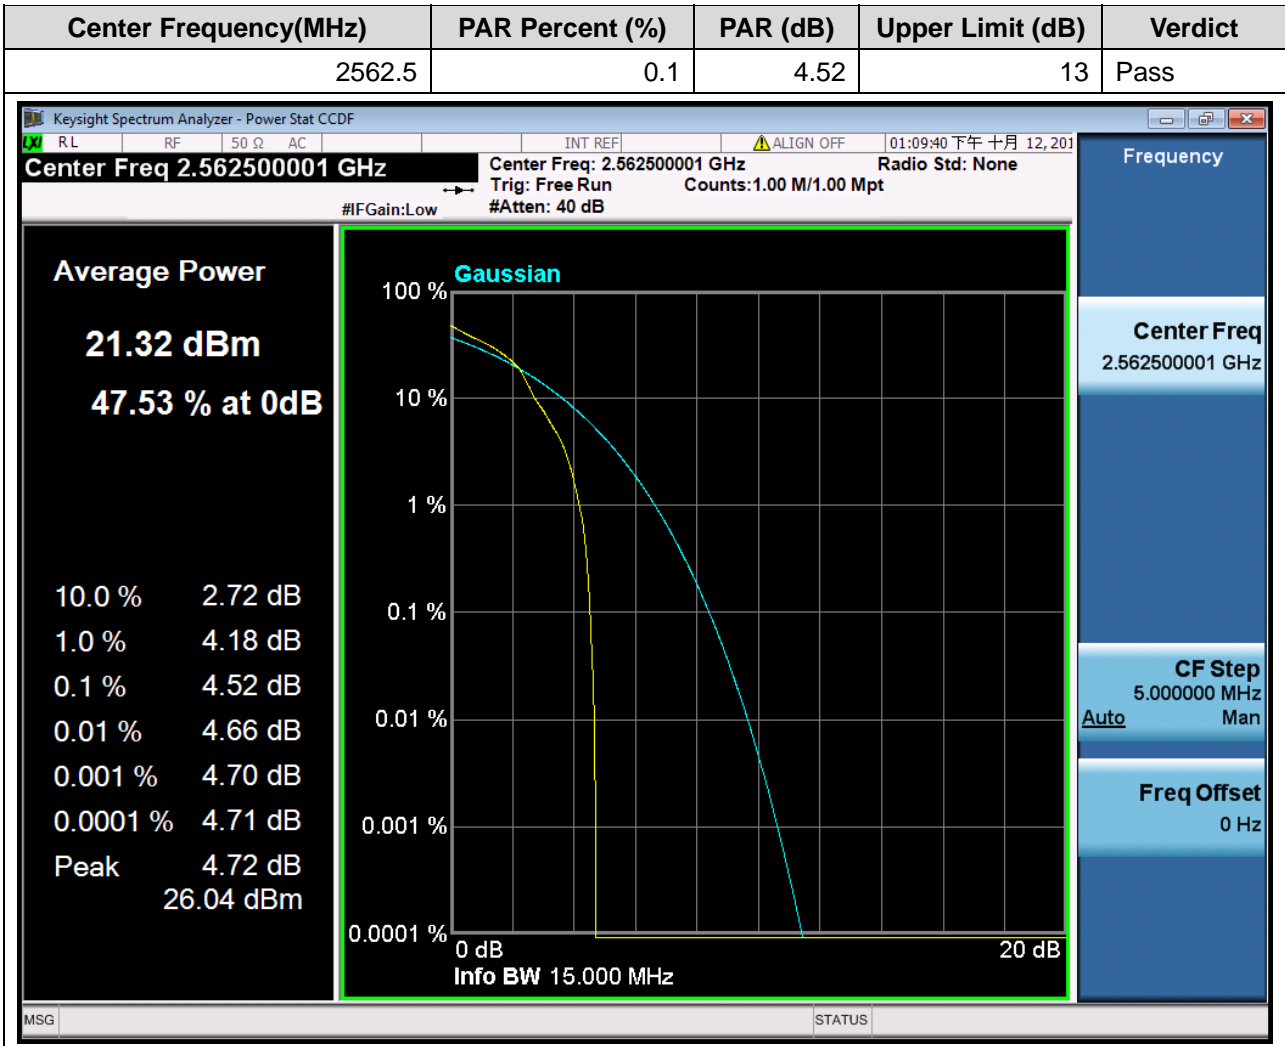 Center Frequency(MHz) PAR Percent (%) PAR (dB) Upper Limit (dB) Verdict
2562.5 0.1 4.52 13 Pass
Keysight Spectrum Analyzer - Power Stat CCDF
LXI RL RF 50 Ω AC INT REF ALIGN OFF 01:09:40 下午 十月 12, 201
Center Freq 2.562500001 GHz
Center Freq: 2.562500001 GHz Radio Std: None
Trig: Free Run Counts:1.00 M/1.00 Mpt
#IFGain:Low #Atten: 40 dB
Average Power
21.32 dBm
47.53 % at 0dB
10.0 % 2.72 dB
1.0 % 4.18 dB
0.1 % 4.52 dB
0.01 % 4.66 dB
0.001 % 4.70 dB
0.0001 % 4.71 dB
Peak 4.72 dB
26.04 dBm
Gaussian
100 %
10 %
1 %
0.1 %
0.01 %
0.001 %
0.0001 %
0 dB 20 dB
Info BW 15.000 MHz
Frequency
Center Freq
2.562500001 GHz
CF Step
5.000000 MHz
Auto Man
Freq Offset
0 Hz
MSG STATUS